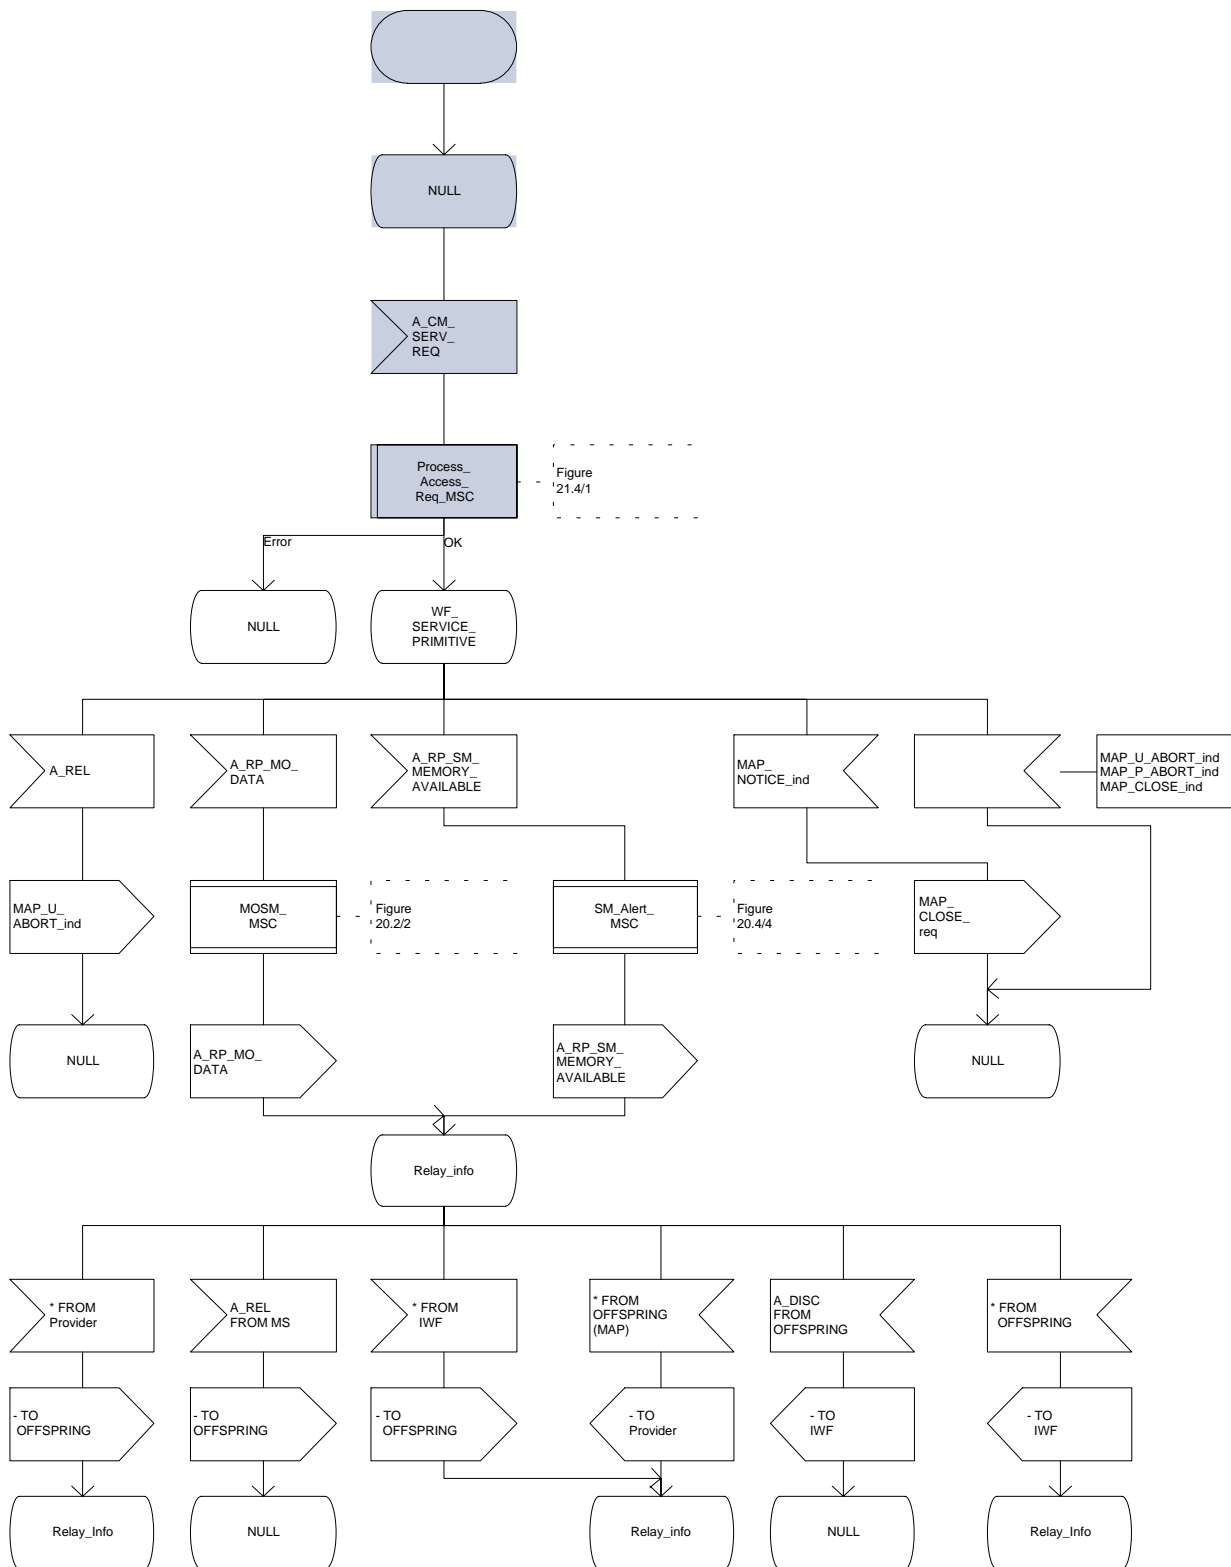 NULL
A_CM_
SERV_
REQ
Process_
Access_
Req_MSC
Figure
21.4/1
Error
OK
NULL
WF_
SERVICE_
PRIMITIVE
A_REL
A_RP_MO_
DATA
A_RP_SM_
MEMORY_
AVAILABLE
MAP_
NOTICE_ind
MAP_U_ABORT_ind
MAP_P_ABORT_ind
MAP_CLOSE_ind
MAP_U_
ABORT_ind
MOSM_
MSC
Figure
20.2/2
SM_Alert_
MSC
Figure
20.4/4
MAP_
CLOSE_
req
NULL
A_RP_MO_
DATA
A_RP_SM_
MEMORY_
AVAILABLE
NULL
Relay_info
* FROM
Provider
A_REL
FROM MS
* FROM
IWF
* FROM
OFFSPRING
(MAP)
A_DISC
FROM
OFFSPRING
* FROM
OFFSPRING
- TO
OFFSPRING
- TO
OFFSPRING
- TO
OFFSPRING
- TO
Provider
- TO
IWF
- TO
IWF
Relay_Info
NULL
Relay_info
NULL
Relay_Info